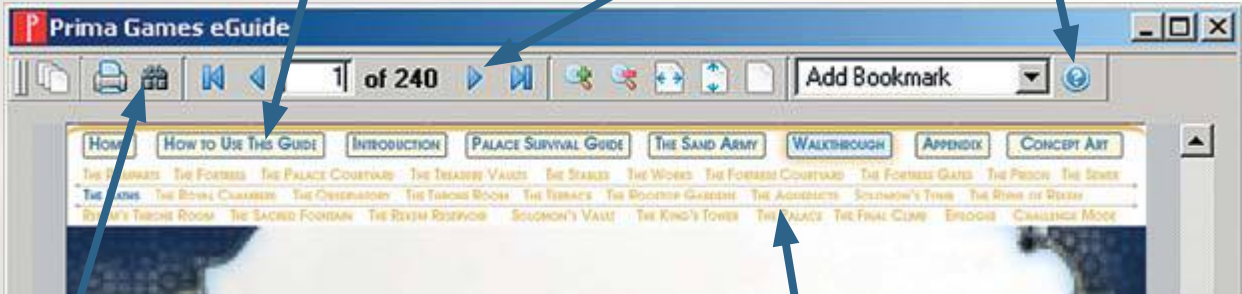 Prima Games eGuide
1 of 240 Add Bookmark
HOME HOW TO USE THIS GUIDE INTRODUCTION PALACE SURVIVAL GUIDE THE SAND ARMY WALKTHROUGH APPENDIX CONCEPT ART
THE RAMPARTS THE FORTRESS THE PALACE COURTYARD THE TREASURE VAULTS THE STABLES THE WORKS THE FORTRESS COURTYARD THE FORTRESS GATES THE PRISON THE SEWER
THE BATHS THE ROYAL CHAMBERS THE OBSERVATORY THE THRONE ROOM THE TERRACE THE ROOFTOP GARDENS THE AQUEDUCTS SOLOMON'S TOMB THE RUINS OF REKEM
REKEM'S THRONE ROOM THE SACRED FOUNTAIN THE REKEM RESERVOIR SOLOMON'S VAULT THE KING'S TOWER THE PALACE THE FINAL CLIMB EPILOGUE CHALLENGE MODE